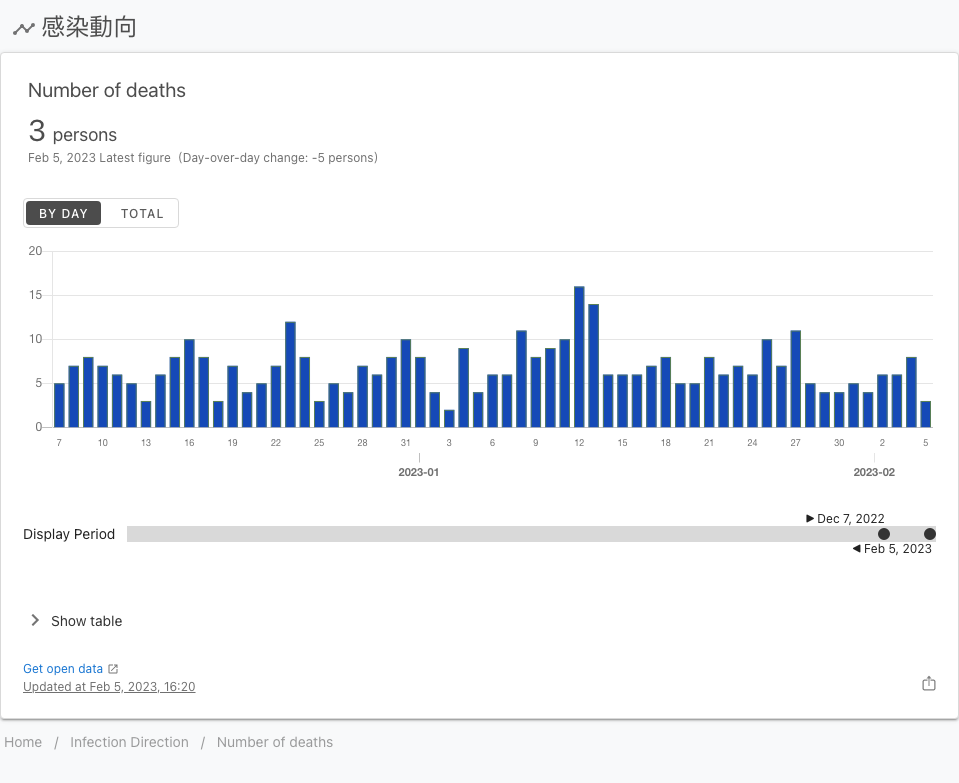 感染動向
Number of deaths
3 persons
Feb 5, 2023 Latest figure (Day-over-day change: -5 persons)
BY DAY TOTAL
20
15
10
5
0
7 10 13 16 19 22 25 28 31 3 6 9 12 15 18 21 24 27 30 2 5
2023-01 2023-02
Dec 7, 2022
Display Period
Feb 5, 2023
Show table
Get open data
Updated at Feb 5, 2023, 16:20
Home / Infection Direction / Number of deaths